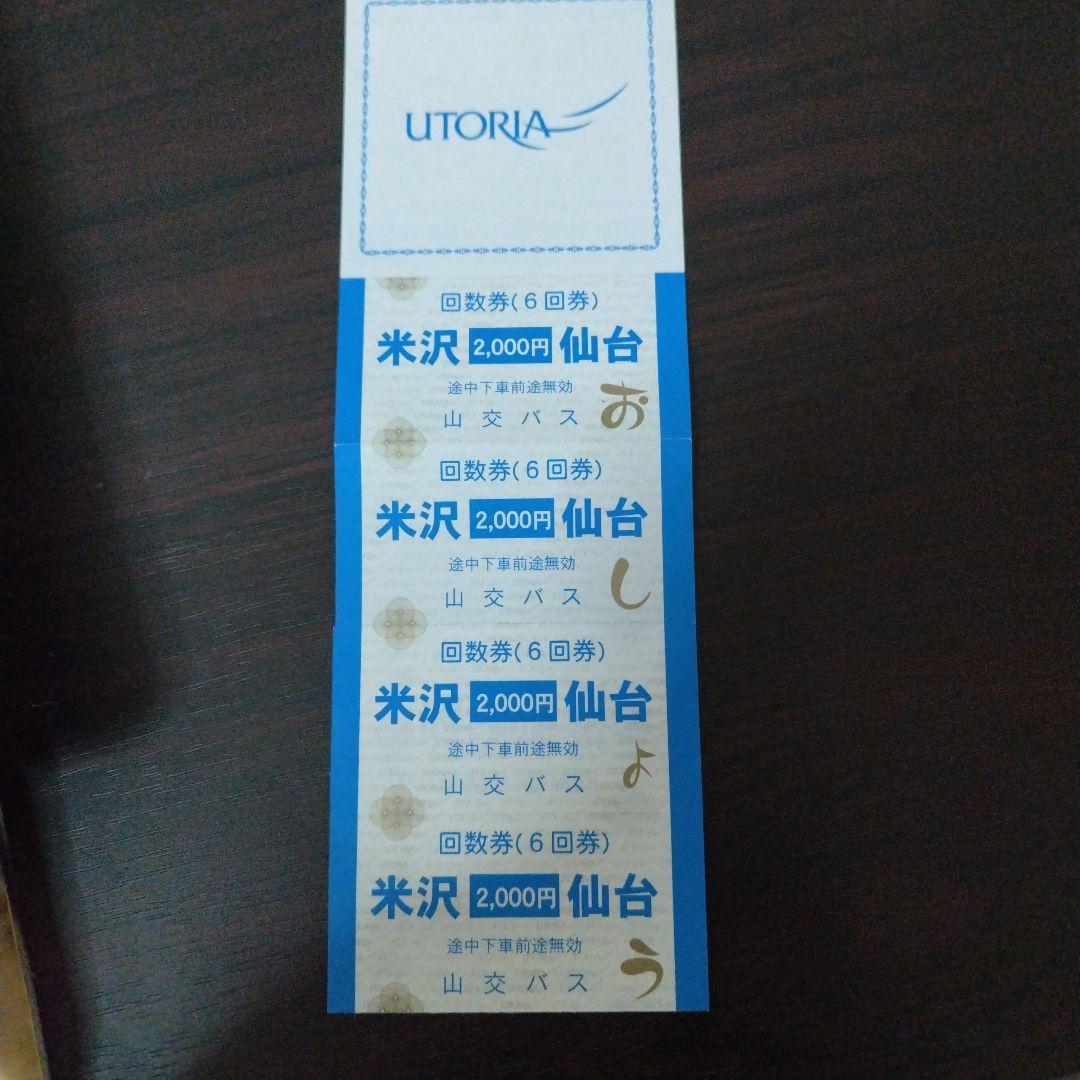 UTORIA
回数券(6回券)
米沢 2,000円 仙台
途中下車前途無効
山交バス お
回数券(6回券)
米沢 2,000円 仙台
途中下車前途無効
山交バス し
回数券(6回券)
米沢 2,000円 仙台
途中下車前途無効
山交バス ょ
回数券(6回券)
米沢 2,000円 仙台
途中下車前途無効
山交バス う